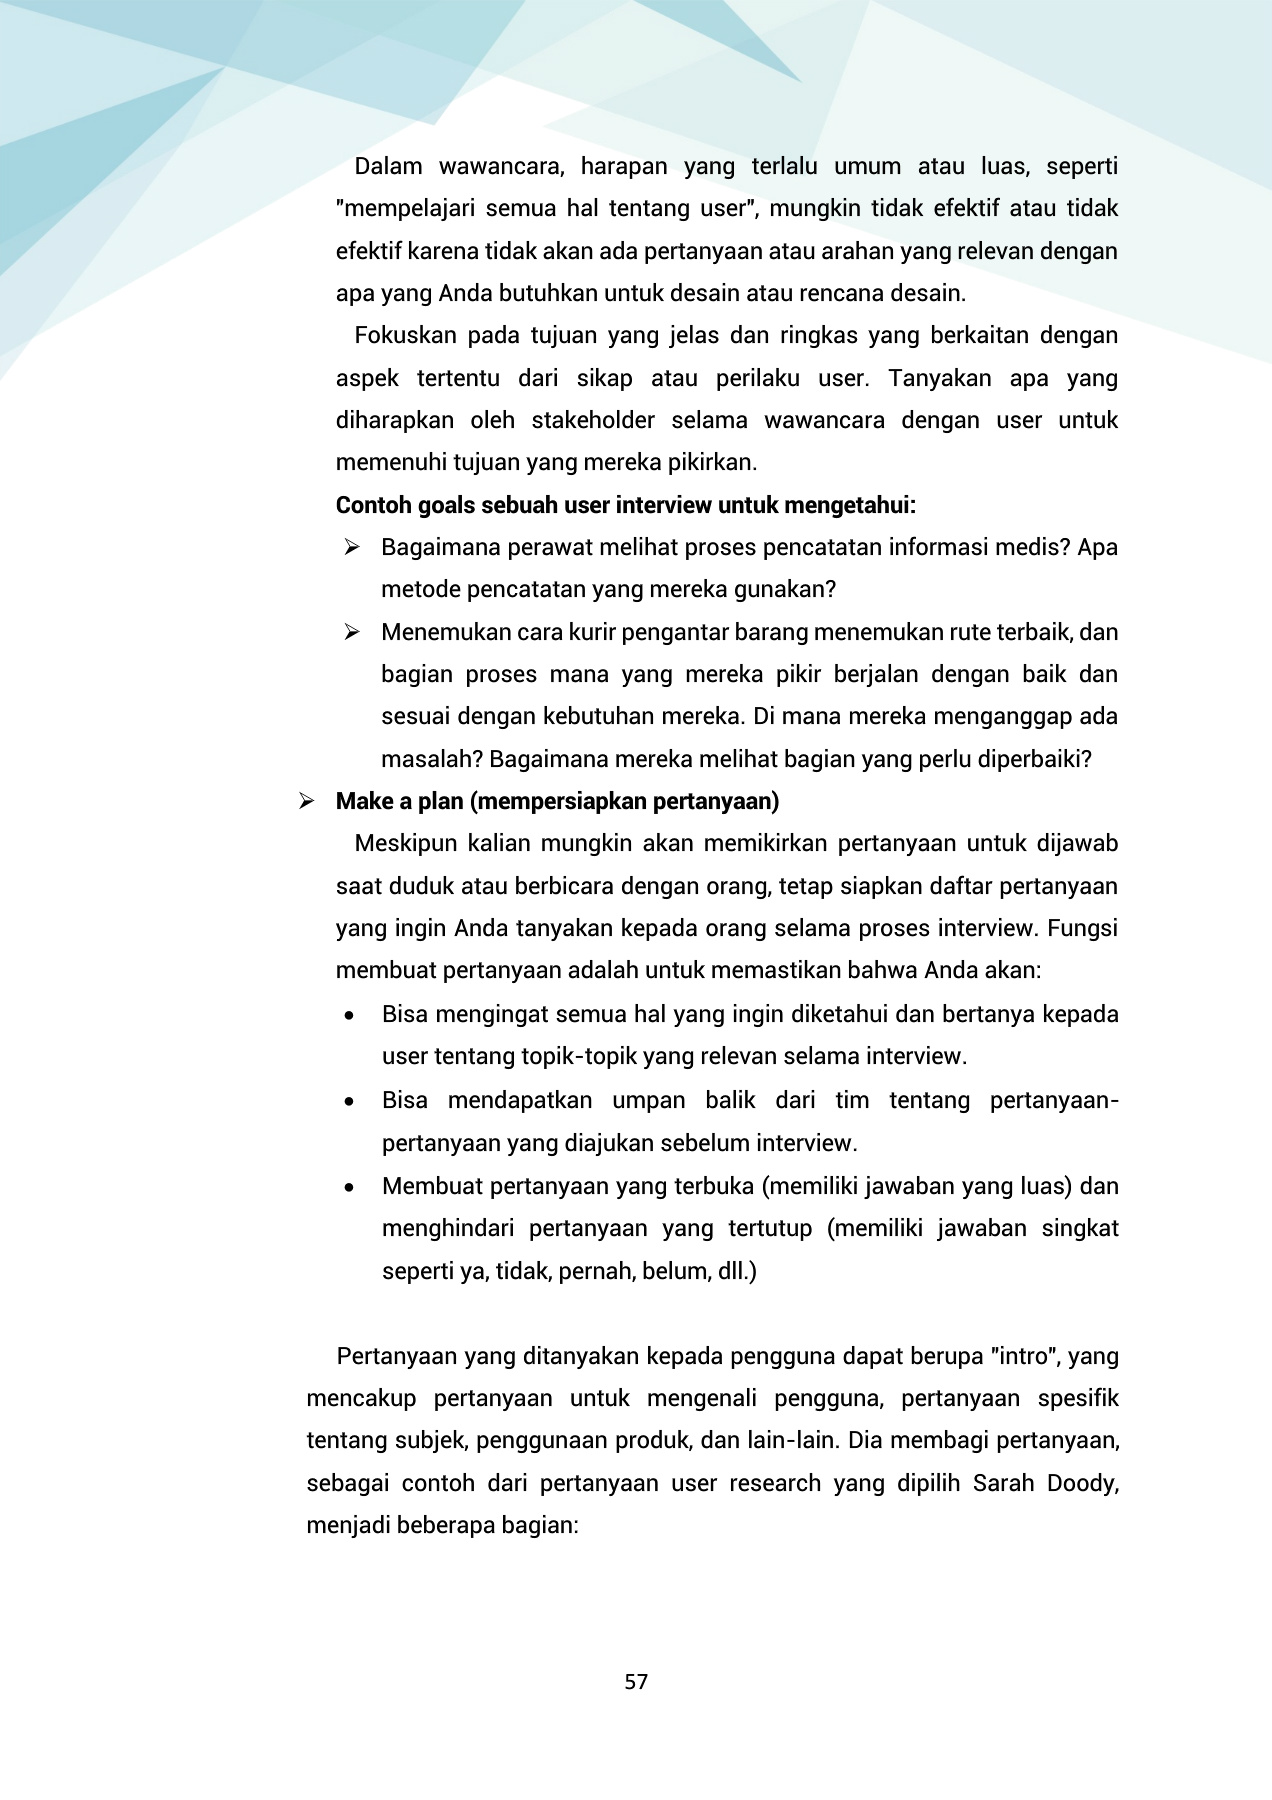 Dalam wawancara, harapan yang terlalu umum atau luas, seperti
"mempelajari semua hal tentang user", mungkin tidak efektif atau tidak
efektif karena tidak akan ada pertanyaan atau arahan yang relevan dengan
apa yang Anda butuhkan untuk desain atau rencana desain.
Fokuskan pada tujuan yang jelas dan ringkas yang berkaitan dengan
aspek tertentu dari sikap atau perilaku user. Tanyakan apa yang
diharapkan oleh stakeholder selama wawancara dengan user untuk
memenuhi tujuan yang mereka pikirkan.
Contoh goals sebuah user interview untuk mengetahui:
➢ Bagaimana perawat melihat proses pencatatan informasi medis? Apa
metode pencatatan yang mereka gunakan?
➢ Menemukan cara kurir pengantar barang menemukan rute terbaik, dan
bagian proses mana yang mereka pikir berjalan dengan baik dan
sesuai dengan kebutuhan mereka. Di mana mereka menganggap ada
masalah? Bagaimana mereka melihat bagian yang perlu diperbaiki?
➢ Make a plan (mempersiapkan pertanyaan)
Meskipun kalian mungkin akan memikirkan pertanyaan untuk dijawab
saat duduk atau berbicara dengan orang, tetap siapkan daftar pertanyaan
yang ingin Anda tanyakan kepada orang selama proses interview. Fungsi
membuat pertanyaan adalah untuk memastikan bahwa Anda akan:
• Bisa mengingat semua hal yang ingin diketahui dan bertanya kepada
user tentang topik-topik yang relevan selama interview.
• Bisa mendapatkan umpan balik dari tim tentang pertanyaan-
pertanyaan yang diajukan sebelum interview.
• Membuat pertanyaan yang terbuka (memiliki jawaban yang luas) dan
menghindari pertanyaan yang tertutup (memiliki jawaban singkat
seperti ya, tidak, pernah, belum, dll.)
Pertanyaan yang ditanyakan kepada pengguna dapat berupa "intro", yang
mencakup pertanyaan untuk mengenali pengguna, pertanyaan spesifik
tentang subjek, penggunaan produk, dan lain-lain. Dia membagi pertanyaan,
sebagai contoh dari pertanyaan user research yang dipilih Sarah Doody,
menjadi beberapa bagian:
57